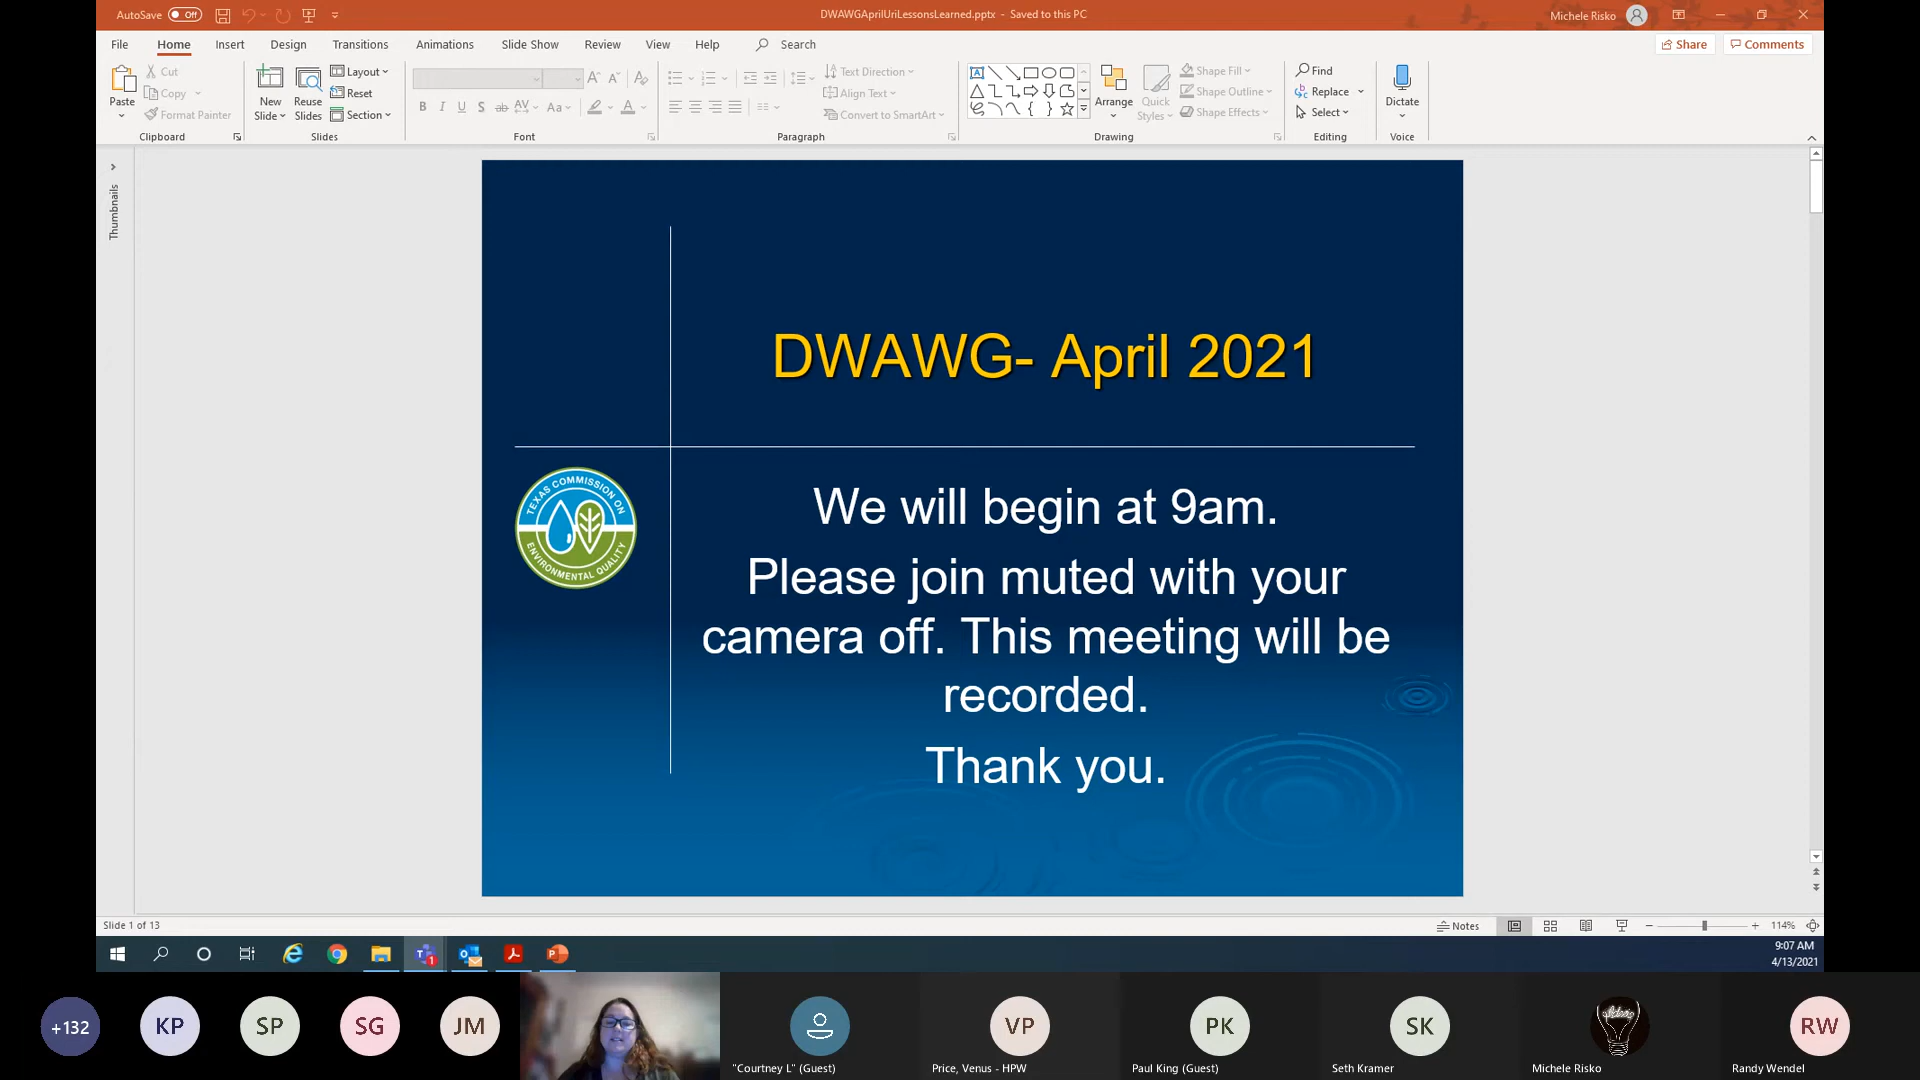 AutoSave Off
DWAWGAprilUriLessonsLearned.pptx - Saved to this PC
Michele Risko
File Home Insert Design Transitions Animations Slide Show Review View Help Search
Share Comments
Paste
Cut
Copy
Format Painter
Clipboard
New Slide
Reuse Slides
Layout
Reset
Section
Slides
B I U S ab AV Aa A
Font
Text Direction
Align Text
Convert to SmartArt
Paragraph
Arrange
Quick Styles
Shape Fill
Shape Outline
Shape Effects
Drawing
Find
Replace
Select
Editing
Dictate
Voice
Thumbnails
DWAWG- April 2021
TEXAS COMMISSION ON
ENVIRONMENTAL QUALITY
We will begin at 9am.
Please join muted with your
camera off. This meeting will be
recorded.
Thank you.
Slide 1 of 13
Notes
114%
9:07 AM
4/13/2021
+132
KP
SP
SG
JM
"Courtney L" (Guest)
VP
Price, Venus - HPW
PK
Paul King (Guest)
SK
Seth Kramer
Michele Risko
RW
Randy Wendel